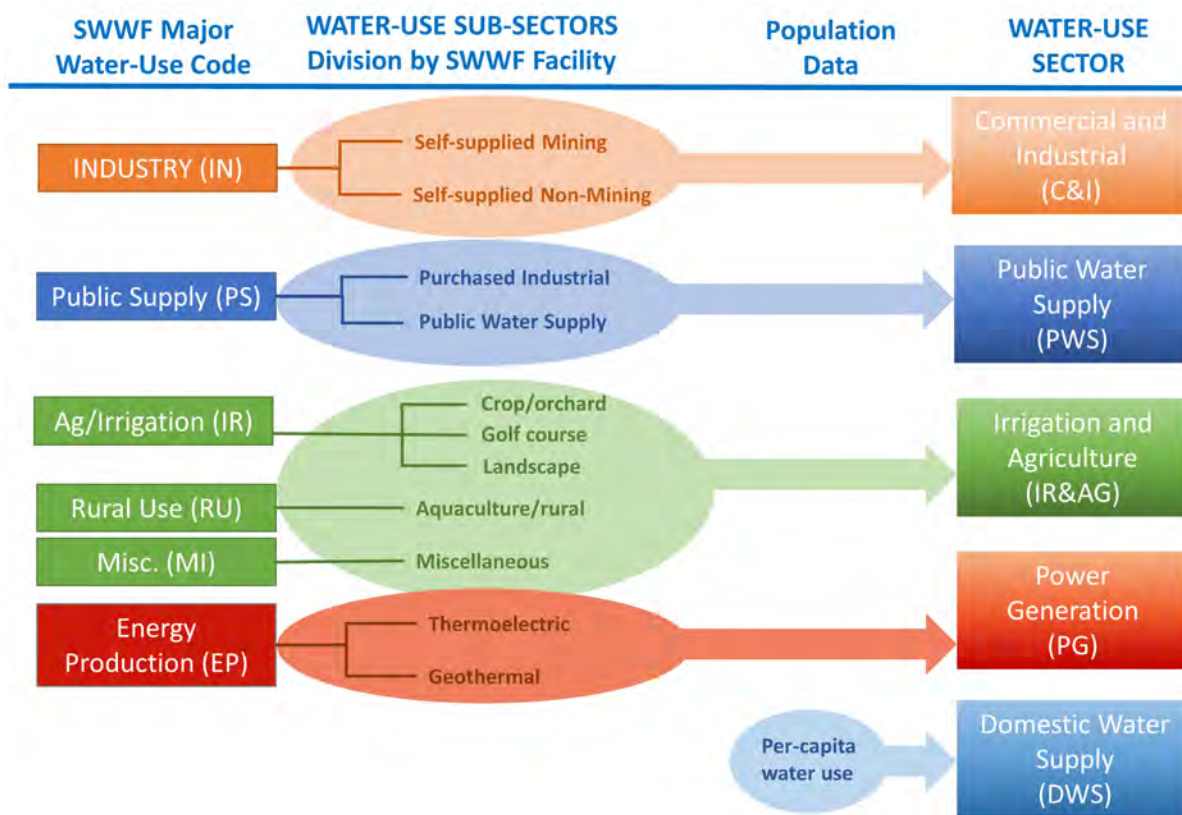 SWWF Major
Water-Use Code
WATER-USE SUB-SECTORS
Division by SWWF Facility
Population
Data
WATER-USE
SECTOR
INDUSTRY (IN)
Self-supplied Mining
Self-supplied Non-Mining
Commercial and
Industrial
(C&I)
Public Supply (PS)
Purchased Industrial
Public Water Supply
Public Water
Supply
(PWS)
Ag/Irrigation (IR)
Crop/orchard
Golf course
Landscape
Irrigation and
Agriculture
(IR&AG)
Rural Use (RU)
Aquaculture/rural
Misc. (MI)
Miscellaneous
Energy
Production (EP)
Thermoelectric
Geothermal
Power
Generation
(PG)
Per-capita
water use
Domestic Water
Supply
(DWS)